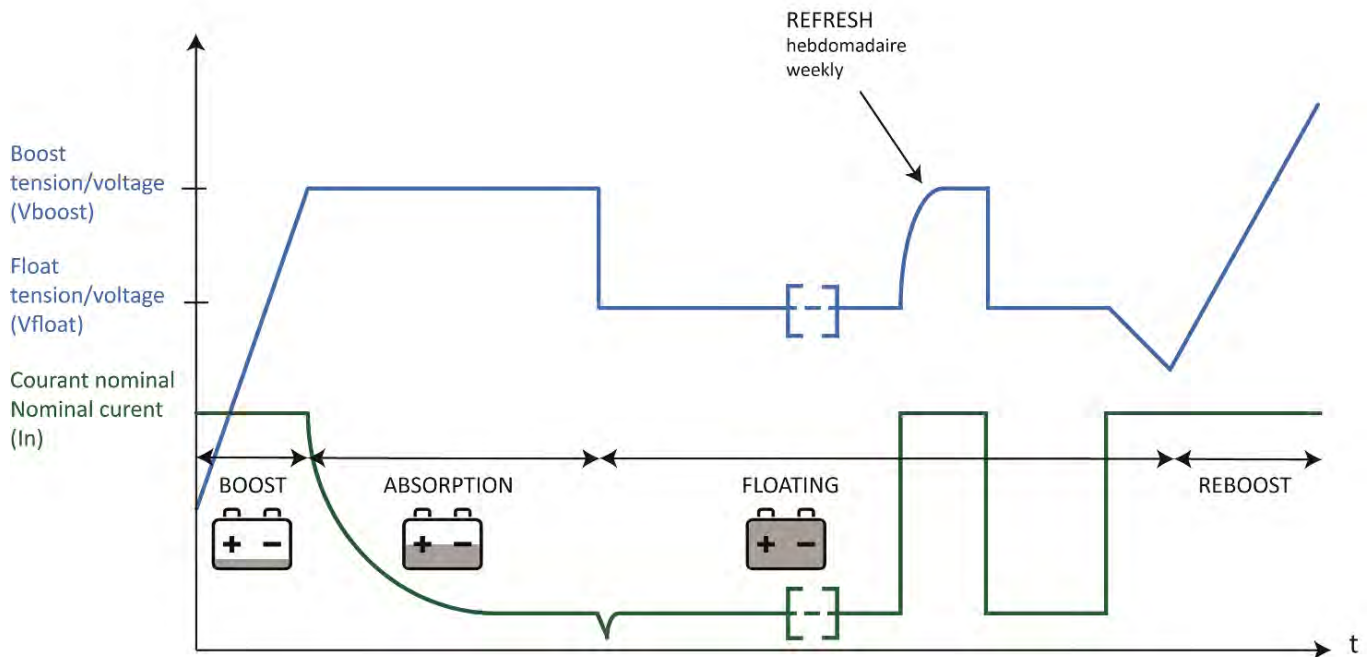 REFRESH
hebdomadaire
weekly
Boost
tension/voltage
(Vboost)
Float
tension/voltage
(Vfloat)
Courant nominal
Nominal curent
(In)
BOOST
ABSORPTION
FLOATING
REBOOST
+ −
+ −
+ −
t